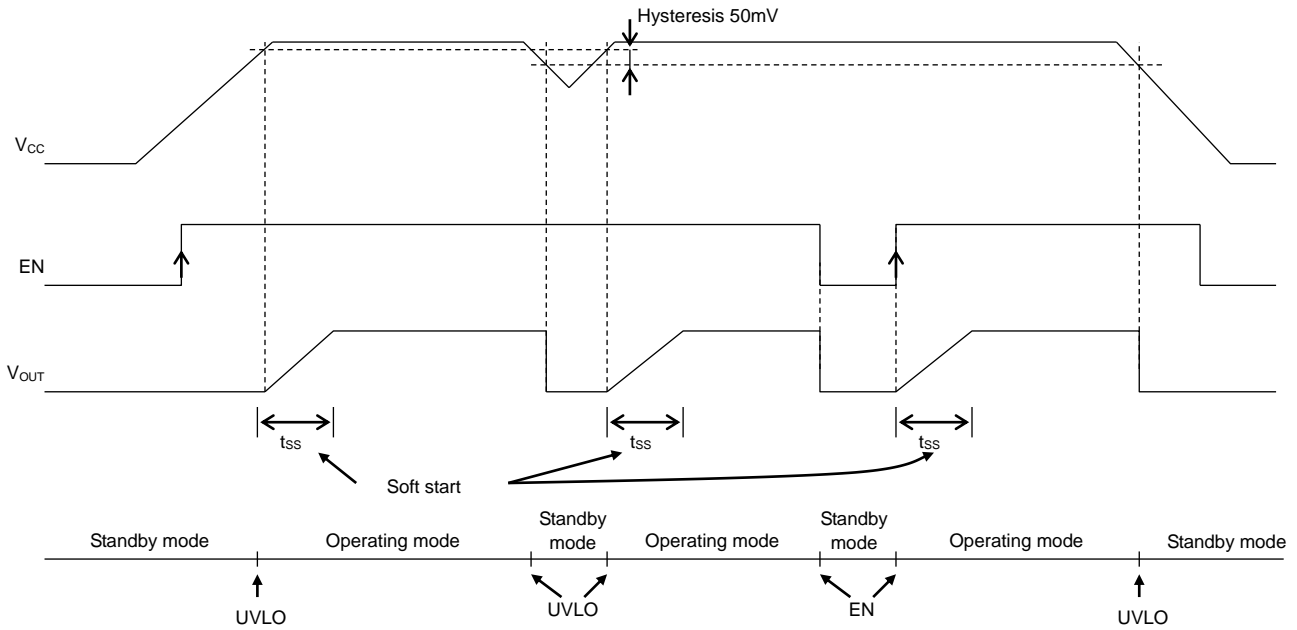 Hysteresis 50mV
VCC
EN
VOUT
tss
tss
tss
Soft start
Standby mode
Operating mode
Standby
mode
Operating mode
Standby
mode
Operating mode
Standby mode
UVLO
UVLO
EN
UVLO